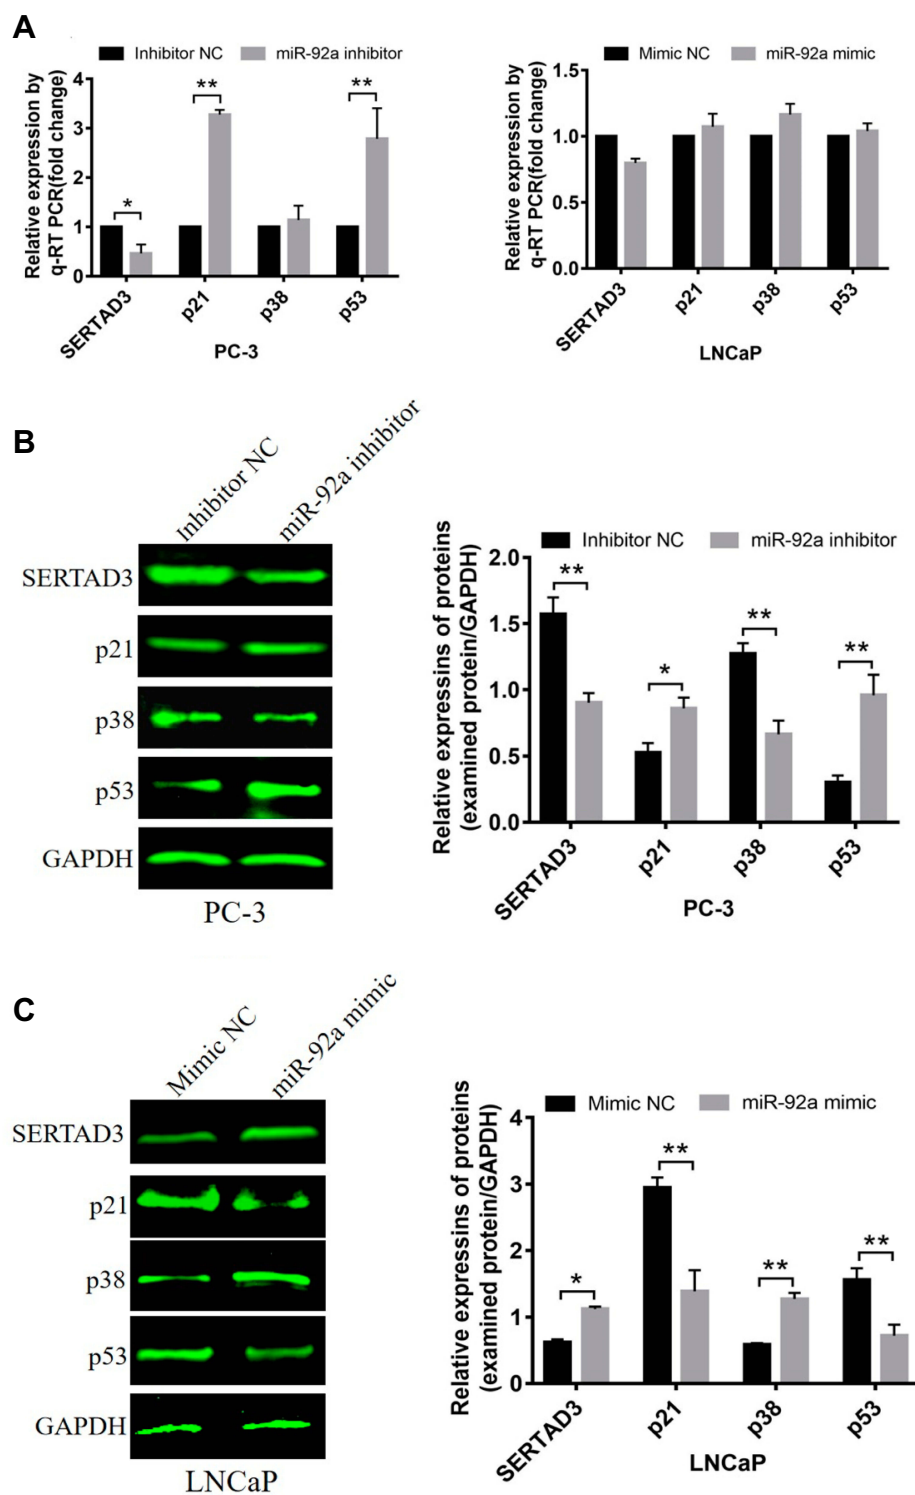 A
Inhibitor NC miR-92a inhibitor
Relative expression by
q-RT PCR(fold change)
4
3
2
1
0
*
**
**
SERTAD3 p21 p38 p53
PC-3
Mimic NC miR-92a mimic
Relative expression by
q-RT PCR(fold change)
1.5
1.0
0.5
0.0
SERTAD3 p21 p38 p53
LNCaP
B
Inhibitor NC miR-92a inhibitor
SERTAD3
p21
p38
p53
GAPDH
PC-3
Inhibitor NC miR-92a inhibitor
Relative expressins of proteins
(examined protein/GAPDH)
2.0
1.5
1.0
0.5
0.0
**
*
**
**
SERTAD3 p21 p38 p53
PC-3
C
Mimic NC miR-92a mimic
SERTAD3
p21
p38
p53
GAPDH
LNCaP
Mimic NC miR-92a mimic
Relative expressins of proteins
(examined protein/GAPDH)
4
3
2
1
0
*
**
**
**
SERTAD3 p21 p38 p53
LNCaP